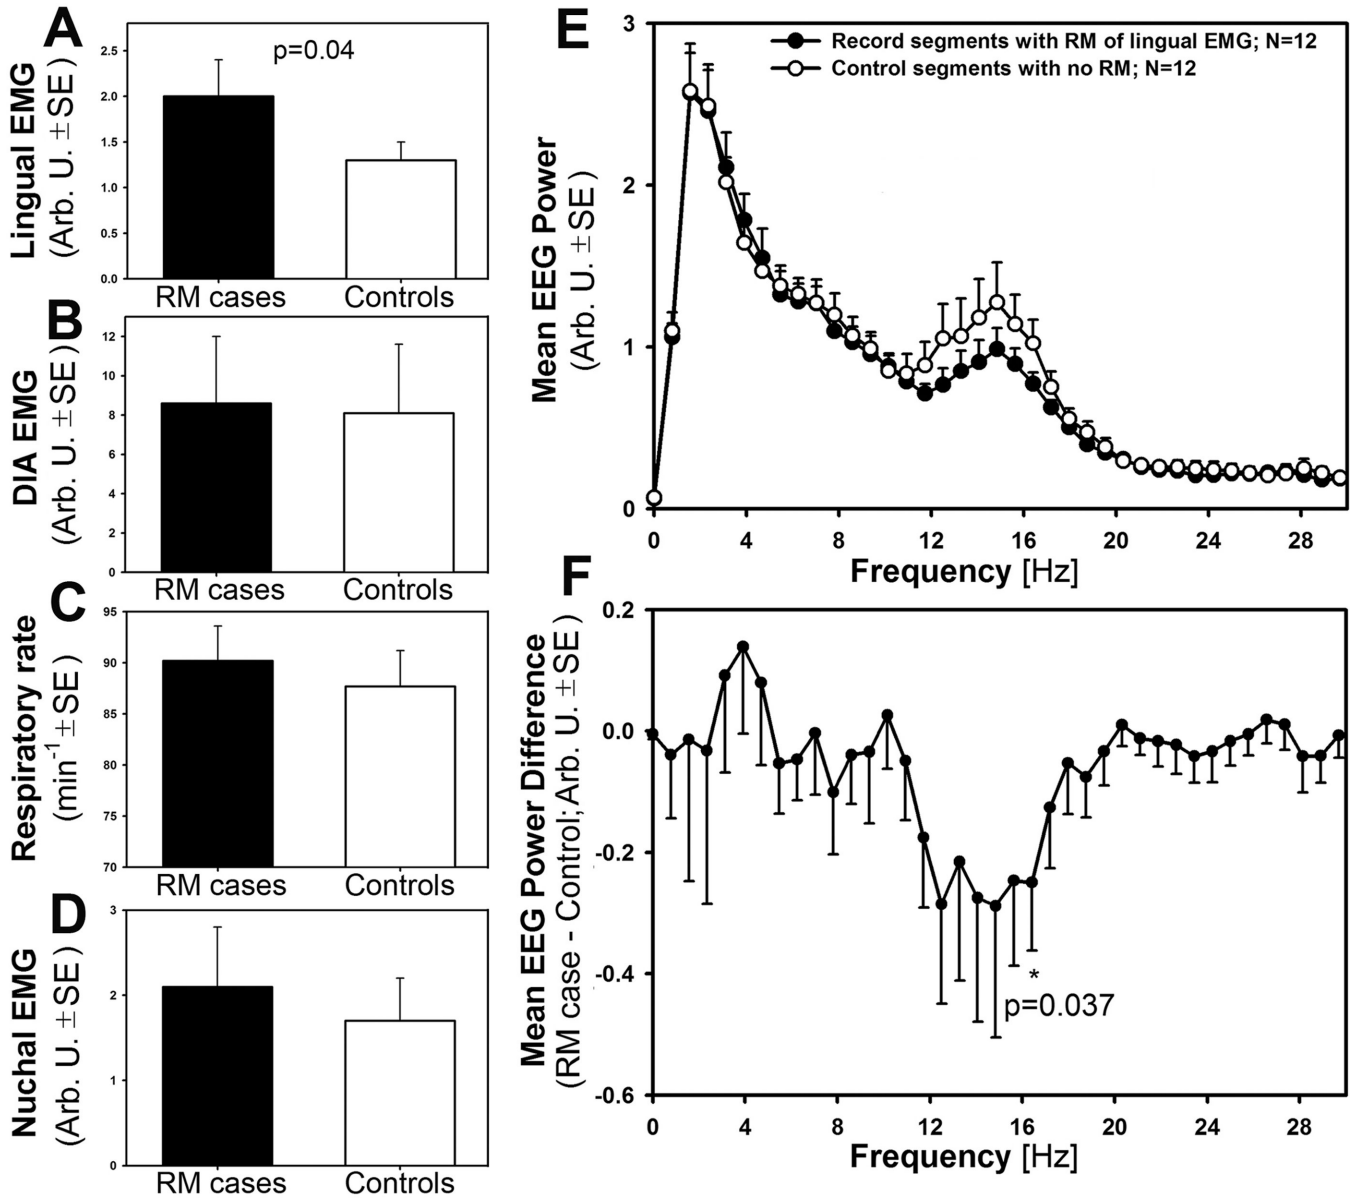 A
Lingual EMG
(Arb. U. ±SE)
2.5
2.0
1.5
1.0
0.5
0.0
p=0.04
RM cases Controls
B
DIA EMG
(Arb. U. ±SE)
12
10
8
6
4
2
0
RM cases Controls
C
Respiratory rate
(min⁻¹±SE)
95
90
85
80
75
70
RM cases Controls
D
Nuchal EMG
(Arb. U. ±SE)
3
2
1
0
RM cases Controls
E
Mean EEG Power
(Arb. U. ±SE)
3
2
1
0
Record segments with RM of lingual EMG; N=12
Control segments with no RM; N=12
0 4 8 12 16 20 24 28
Frequency [Hz]
F
Mean EEG Power Difference
(RM case - Control;Arb. U. ±SE)
0.2
0.0
-0.2
-0.4
-0.6
*
p=0.037
0 4 8 12 16 20 24 28
Frequency [Hz]